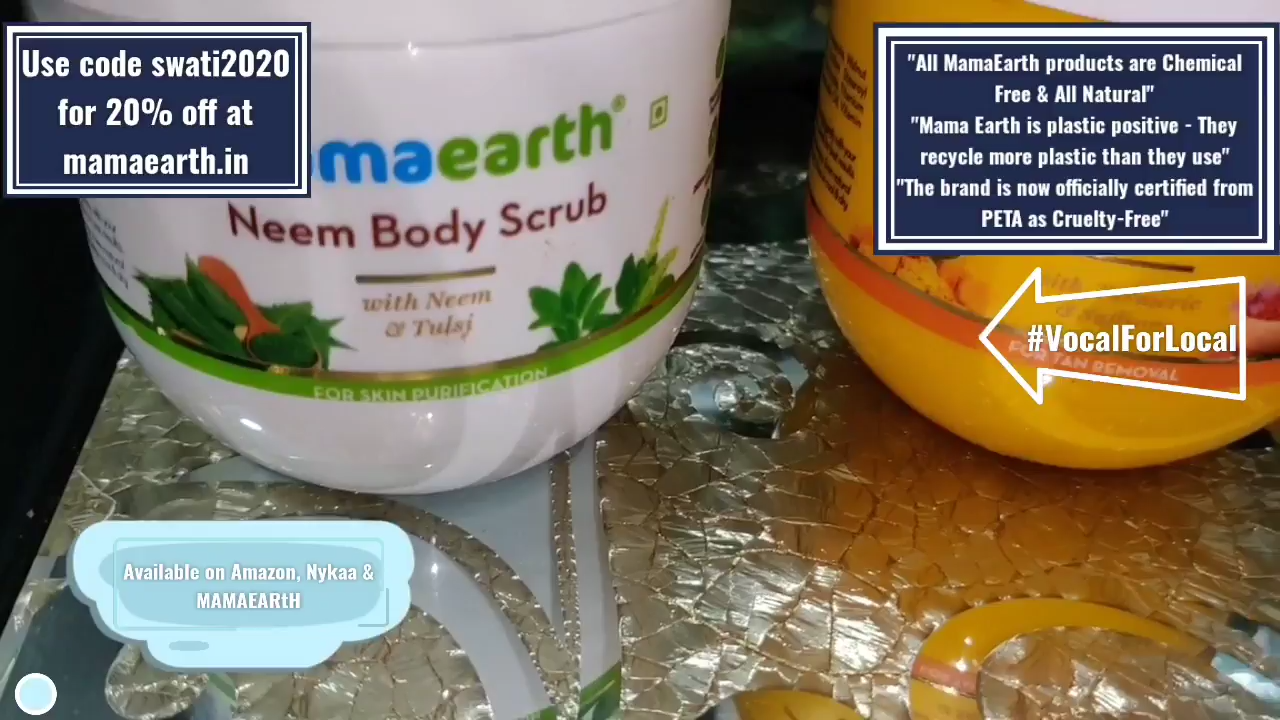 Use code swati2020
for 20% off at
mamaearth.in
"All MamaEarth products are Chemical
Free & All Natural"
"Mama Earth is plastic positive - They
recycle more plastic than they use"
"The brand is now officially certified from
PETA as Cruelty-Free"
#VocalForLocal
amaearth®
Neem Body Scrub
with Neem
& Tulsi
FOR SKIN PURIFICATION
with Turmeric
FOR TAN REMOVAL
Available on Amazon, Nykaa &
MAMAEARtH